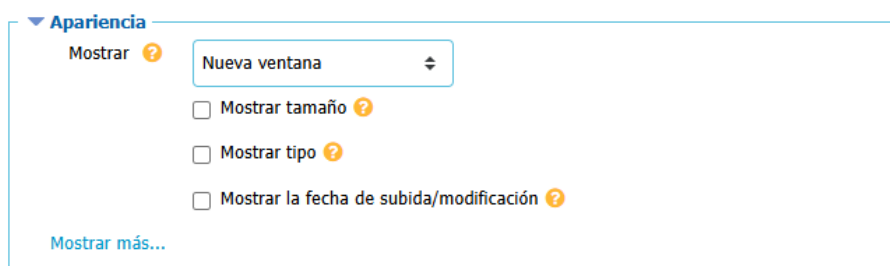 Apariencia
Mostrar
Nueva ventana
Mostrar tamaño
Mostrar tipo
Mostrar la fecha de subida/modificación
Mostrar más...